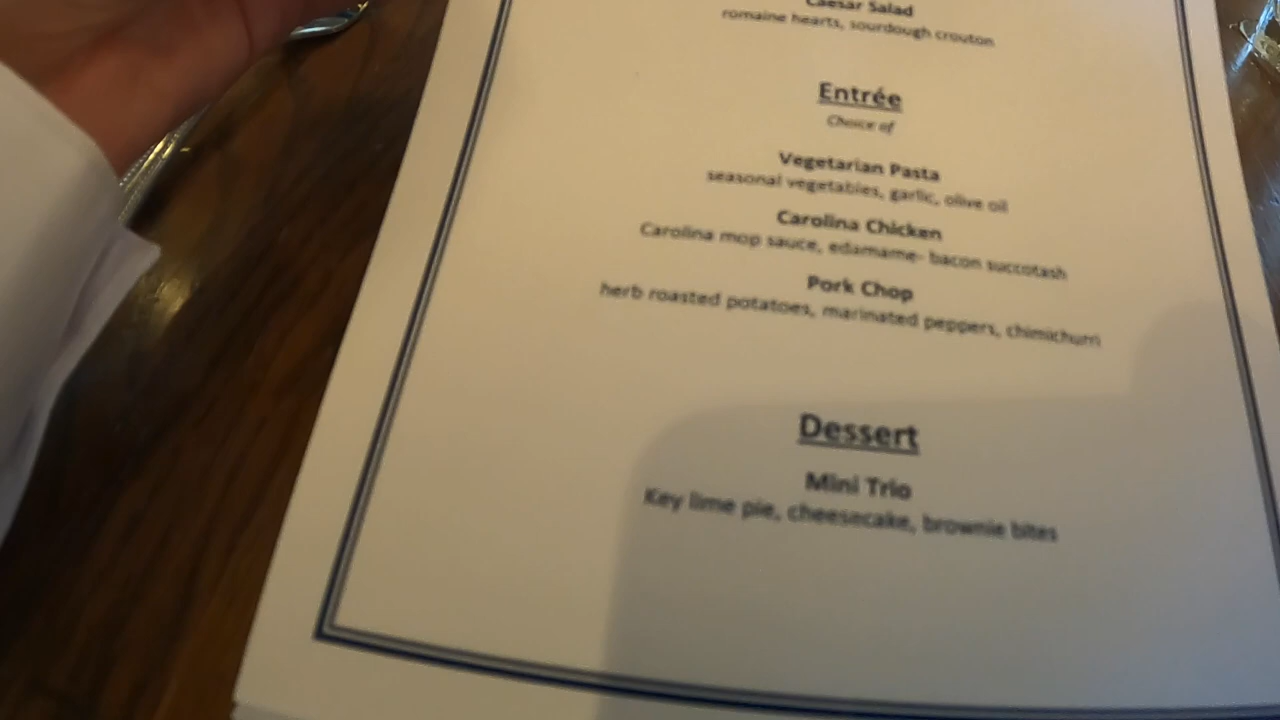 Caesar Salad
romaine hearts, sourdough crouton
Entrée
Choice of
Vegetarian Pasta
seasonal vegetables, garlic, olive oil
Carolina Chicken
Carolina mop sauce, edamame- bacon succotash
Pork Chop
herb roasted potatoes, marinated peppers, chimichurri
Dessert
Mini Trio
Key lime pie, cheesecake, brownie bites